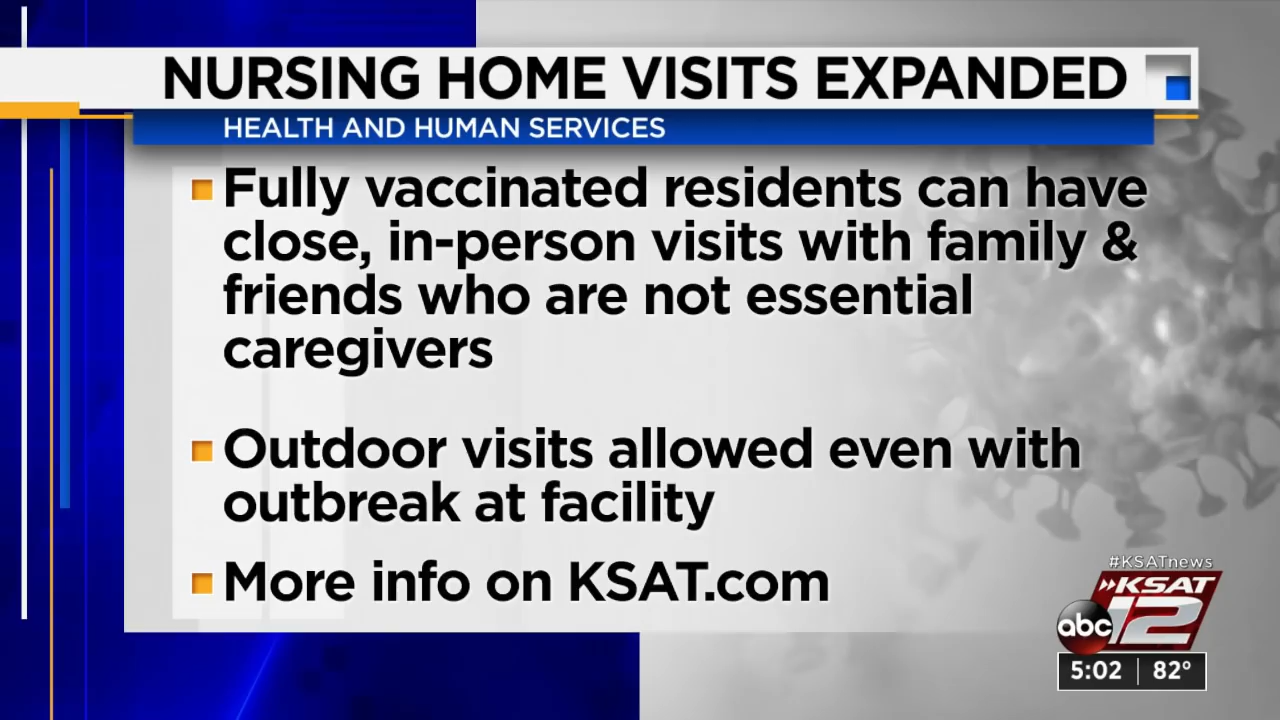 NURSING HOME VISITS EXPANDED
HEALTH AND HUMAN SERVICES
Fully vaccinated residents can have
close, in-person visits with family &
friends who are not essential
caregivers
Outdoor visits allowed even with
outbreak at facility
More info on KSAT.com
#KSATnews
KSAT
abc 12
5:02 82°